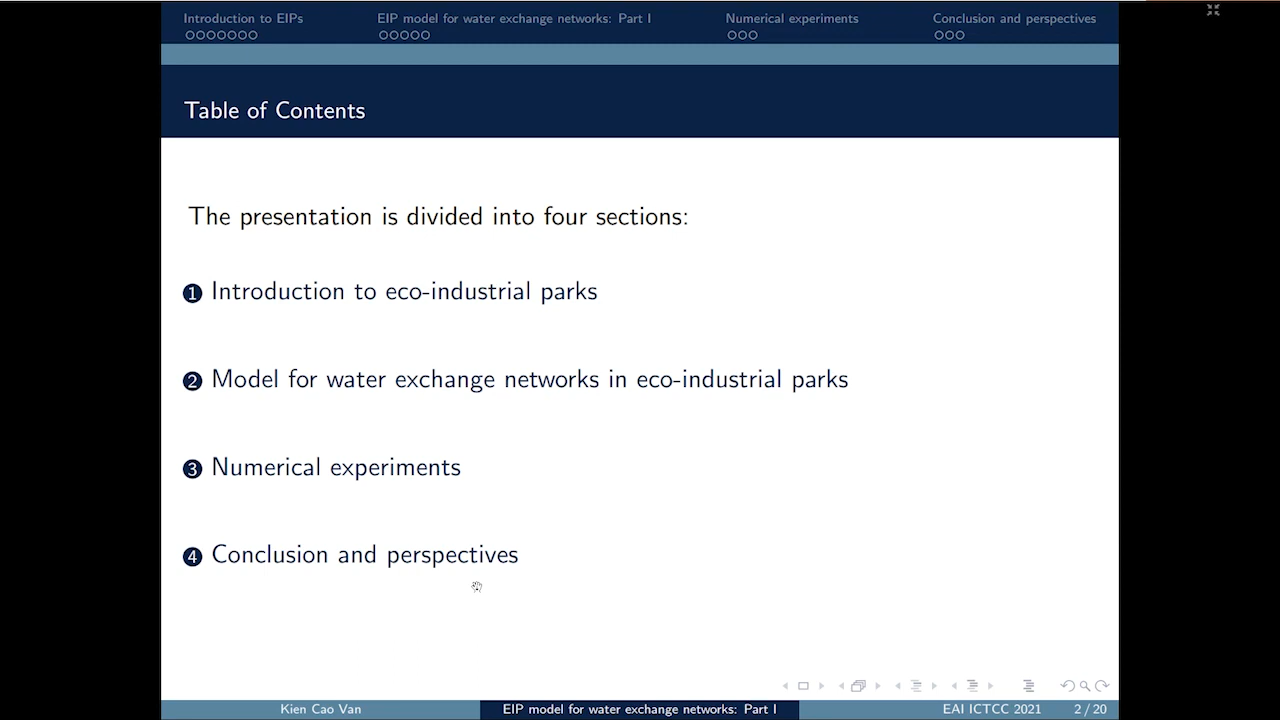 Introduction to EIPs
EIP model for water exchange networks: Part I
Numerical experiments
Conclusion and perspectives
Table of Contents
The presentation is divided into four sections:
1 Introduction to eco-industrial parks
2 Model for water exchange networks in eco-industrial parks
3 Numerical experiments
4 Conclusion and perspectives
Kien Cao Van
EIP model for water exchange networks: Part I
EAI ICTCC 2021
2 / 20